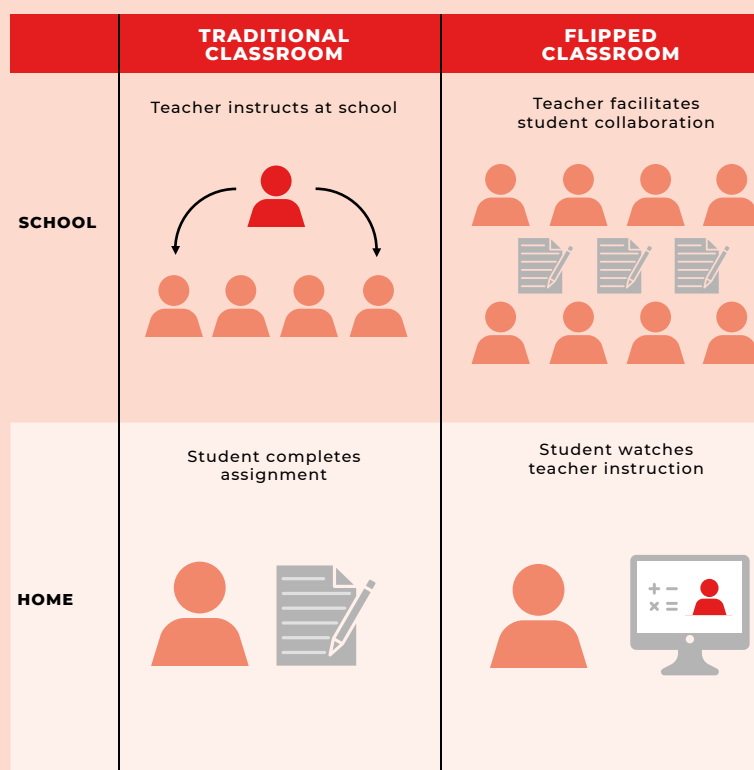 TRADITIONAL
CLASSROOM
FLIPPED
CLASSROOM
SCHOOL
Teacher instructs at school
Teacher facilitates
student collaboration
HOME
Student completes
assignment
Student watches
teacher instruction